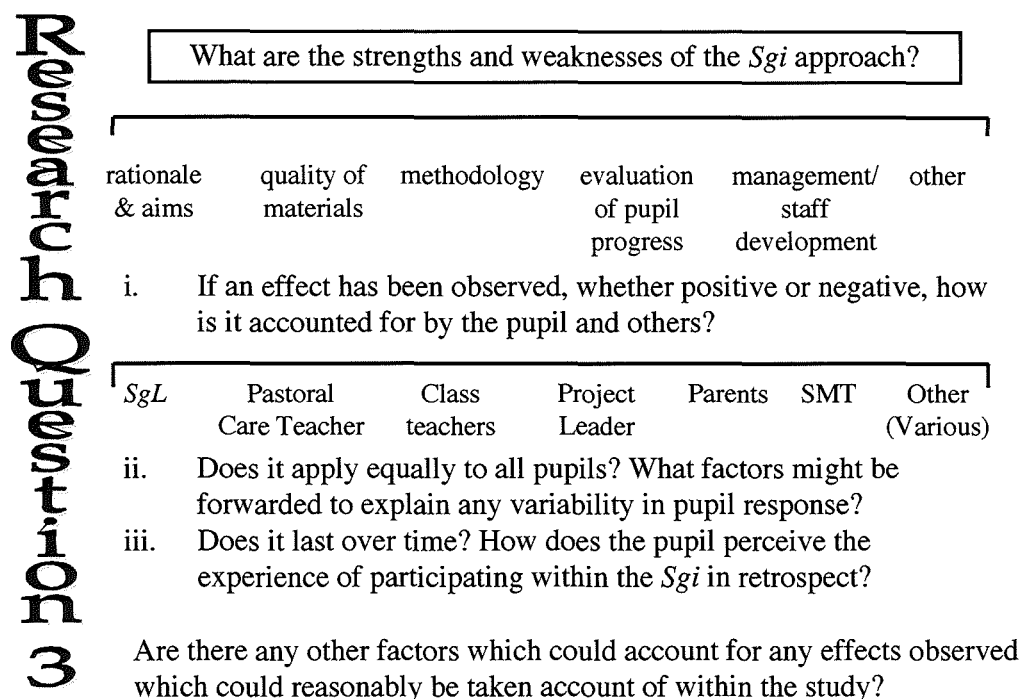 Research Question 3
What are the strengths and weaknesses of the Sgi approach?
rationale & aims
quality of materials
methodology
evaluation of pupil progress
management/ staff development
other
i. If an effect has been observed, whether positive or negative, how
is it accounted for by the pupil and others?
SgL
Pastoral Care Teacher
Class teachers
Project Leader
Parents
SMT
Other (Various)
ii. Does it apply equally to all pupils? What factors might be
forwarded to explain any variability in pupil response?
iii. Does it last over time? How does the pupil perceive the
experience of participating within the Sgi in retrospect?
Are there any other factors which could account for any effects observed
which could reasonably be taken account of within the study?